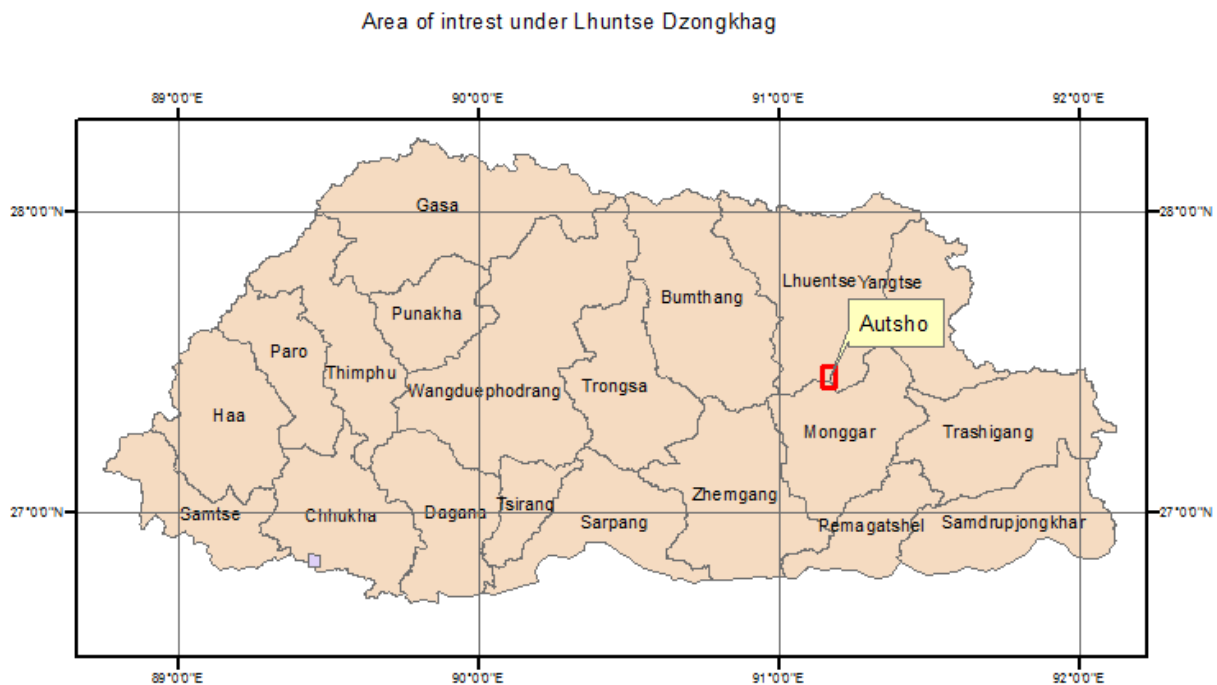 Area of intrest under Lhuntse Dzongkhag
89°0'0"E 90°0'0"E 91°0'0"E 92°0'0"E
28°0'0"N 28°0'0"N
Gasa
Lhuentse Yangtse
Bumthang
Punakha
Autsho
Paro
Thimphu
Wangduephodrang Trongsa
Haa
Monggar Trashigang
Zhemgang
Tsirang
27°0'0"N 27°0'0"N
Samtse Chhukha Dagana Sarpang Pemagatshel Samdrupjongkhar
89°0'0"E 90°0'0"E 91°0'0"E 92°0'0"E